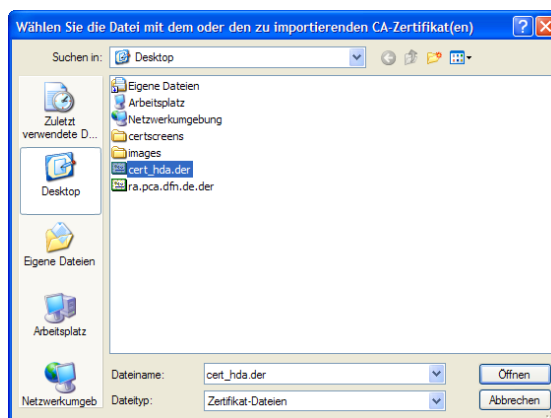 Wählen Sie die Datei mit dem oder den zu importierenden CA-Zertifikat(en)
Suchen in: Desktop
Zuletzt
verwendete D...
Desktop
Eigene Dateien
Arbeitsplatz
Netzwerkumgeb
Eigene Dateien
Arbeitsplatz
Netzwerkumgebung
certscreens
images
cert_hda.der
ra.pca.dfn.de.der
Dateiname: cert_hda.der Öffnen
Dateityp: Zertifikat-Dateien Abbrechen